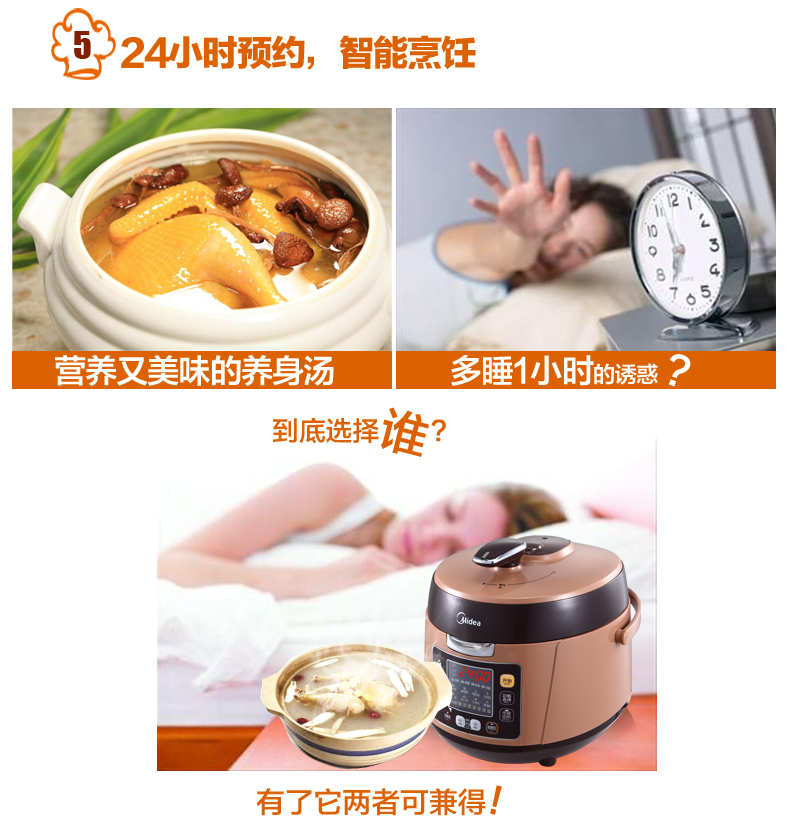 5 24小时预约，智能烹饪
营养又美味的养身汤
多睡1小时的诱惑？
到底选择谁？
Midea
24:00
有了它两者可兼得！